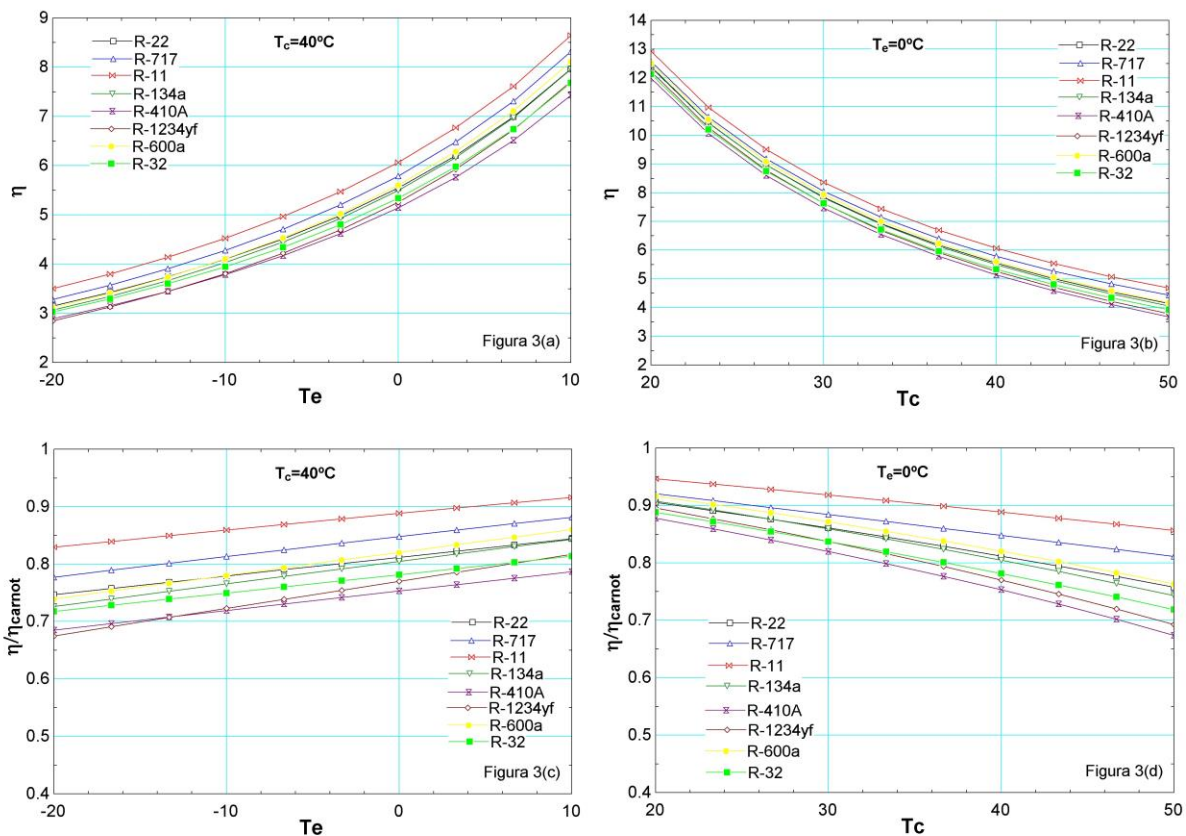 9
8
7
6
5
4
3
2
η
T_c=40ºC
R-22
R-717
R-11
R-134a
R-410A
R-1234yf
R-600a
R-32
Figura 3(a)
-20
-10
0
10
Te
14
13
12
11
10
9
8
7
6
5
4
3
2
η
T_e=0ºC
R-22
R-717
R-11
R-134a
R-410A
R-1234yf
R-600a
R-32
Figura 3(b)
20
30
40
50
Tc
1
0.9
0.8
0.7
0.6
0.5
0.4
η/η_carnot
T_c=40ºC
R-22
R-717
R-11
R-134a
R-410A
R-1234yf
R-600a
R-32
Figura 3(c)
-20
-10
0
10
Te
1
0.9
0.8
0.7
0.6
0.5
0.4
η/η_carnot
T_e=0ºC
R-22
R-717
R-11
R-134a
R-410A
R-1234yf
R-600a
R-32
Figura 3(d)
20
30
40
50
Tc